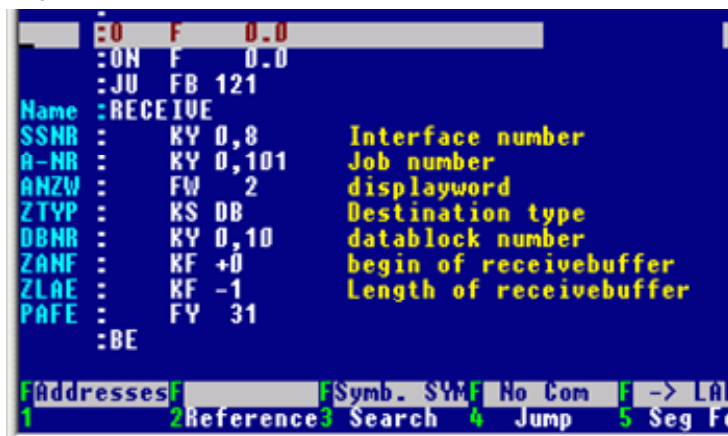 :O F 0.0
:ON F 0.0
:JU FB 121
Name :RECEIVE
SSNR : KY 0,8 Interface number
A-NR : KY 0,101 Job number
ANZW : FW 2 displayword
ZTYP : KS DB Destination type
DBNR : KY 0,10 datablock number
ZANF : KF +0 begin of receivebuffer
ZLAE : KF -1 Length of receivebuffer
PAFE : FY 31
:BE
FAddresses F F Symb. SYM F No Com F -> LA
1 2Reference3 Search 4 Jump 5 Seg F